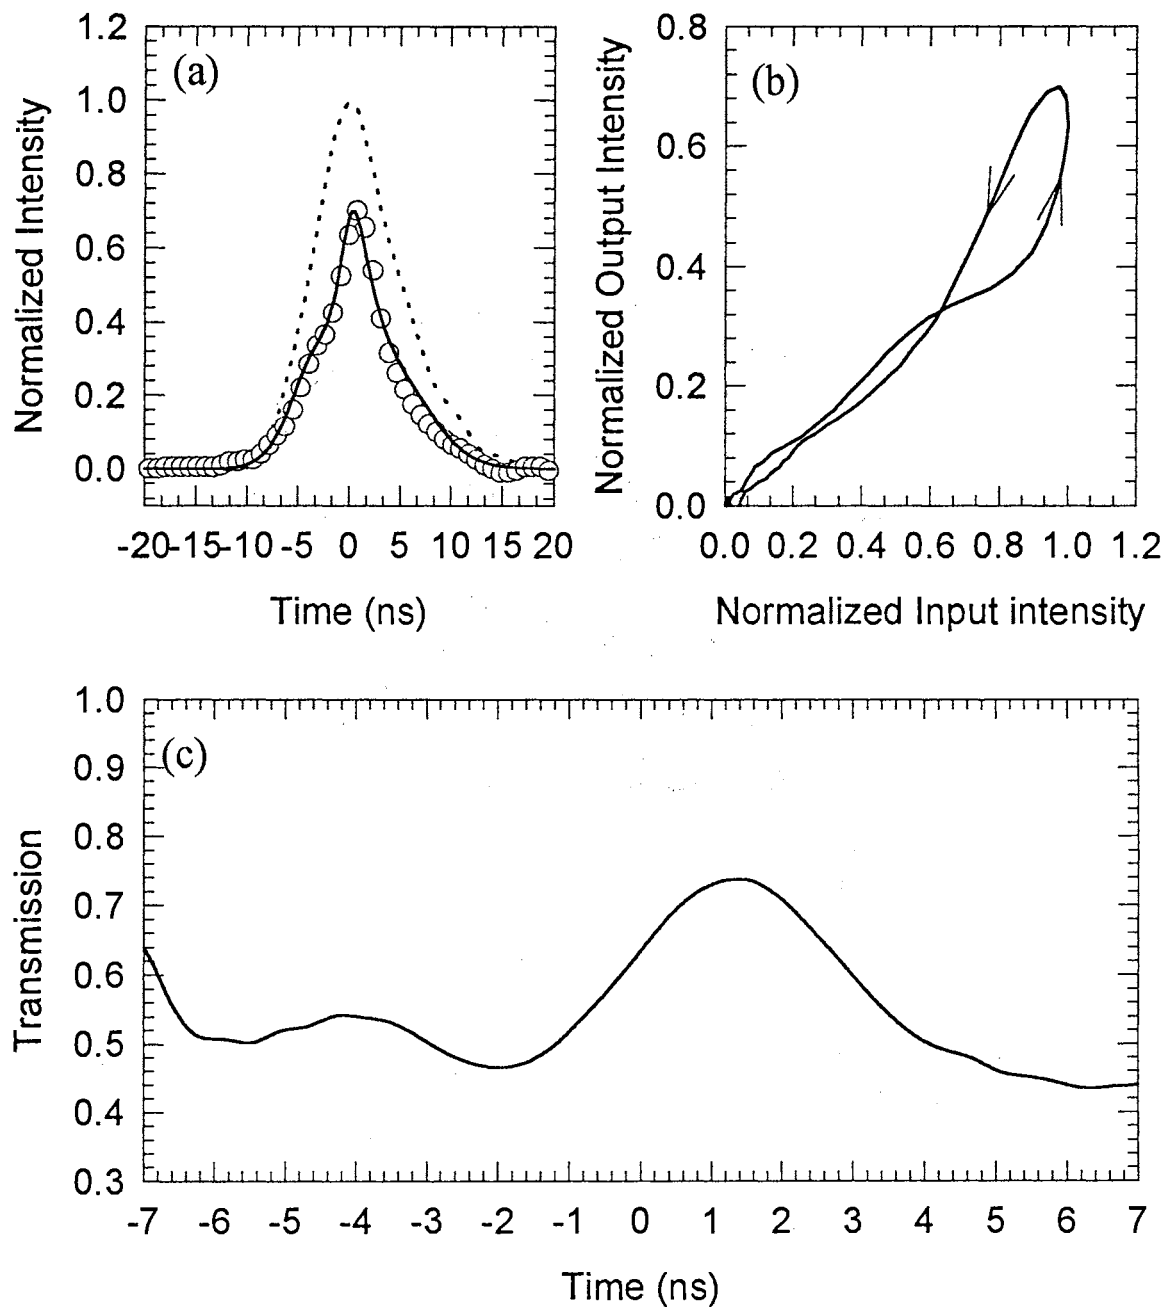 (a)
Normalized Intensity
1.2
1.0
0.8
0.6
0.4
0.2
0.0
-20 -15 -10 -5 0 5 10 15 20
Time (ns)
(b)
Normalized Output Intensity
0.8
0.6
0.4
0.2
0.0
0.0 0.2 0.4 0.6 0.8 1.0 1.2
Normalized Input intensity
(c)
Transmission
1.0
0.9
0.8
0.7
0.6
0.5
0.4
0.3
-7 -6 -5 -4 -3 -2 -1 0 1 2 3 4 5 6 7
Time (ns)